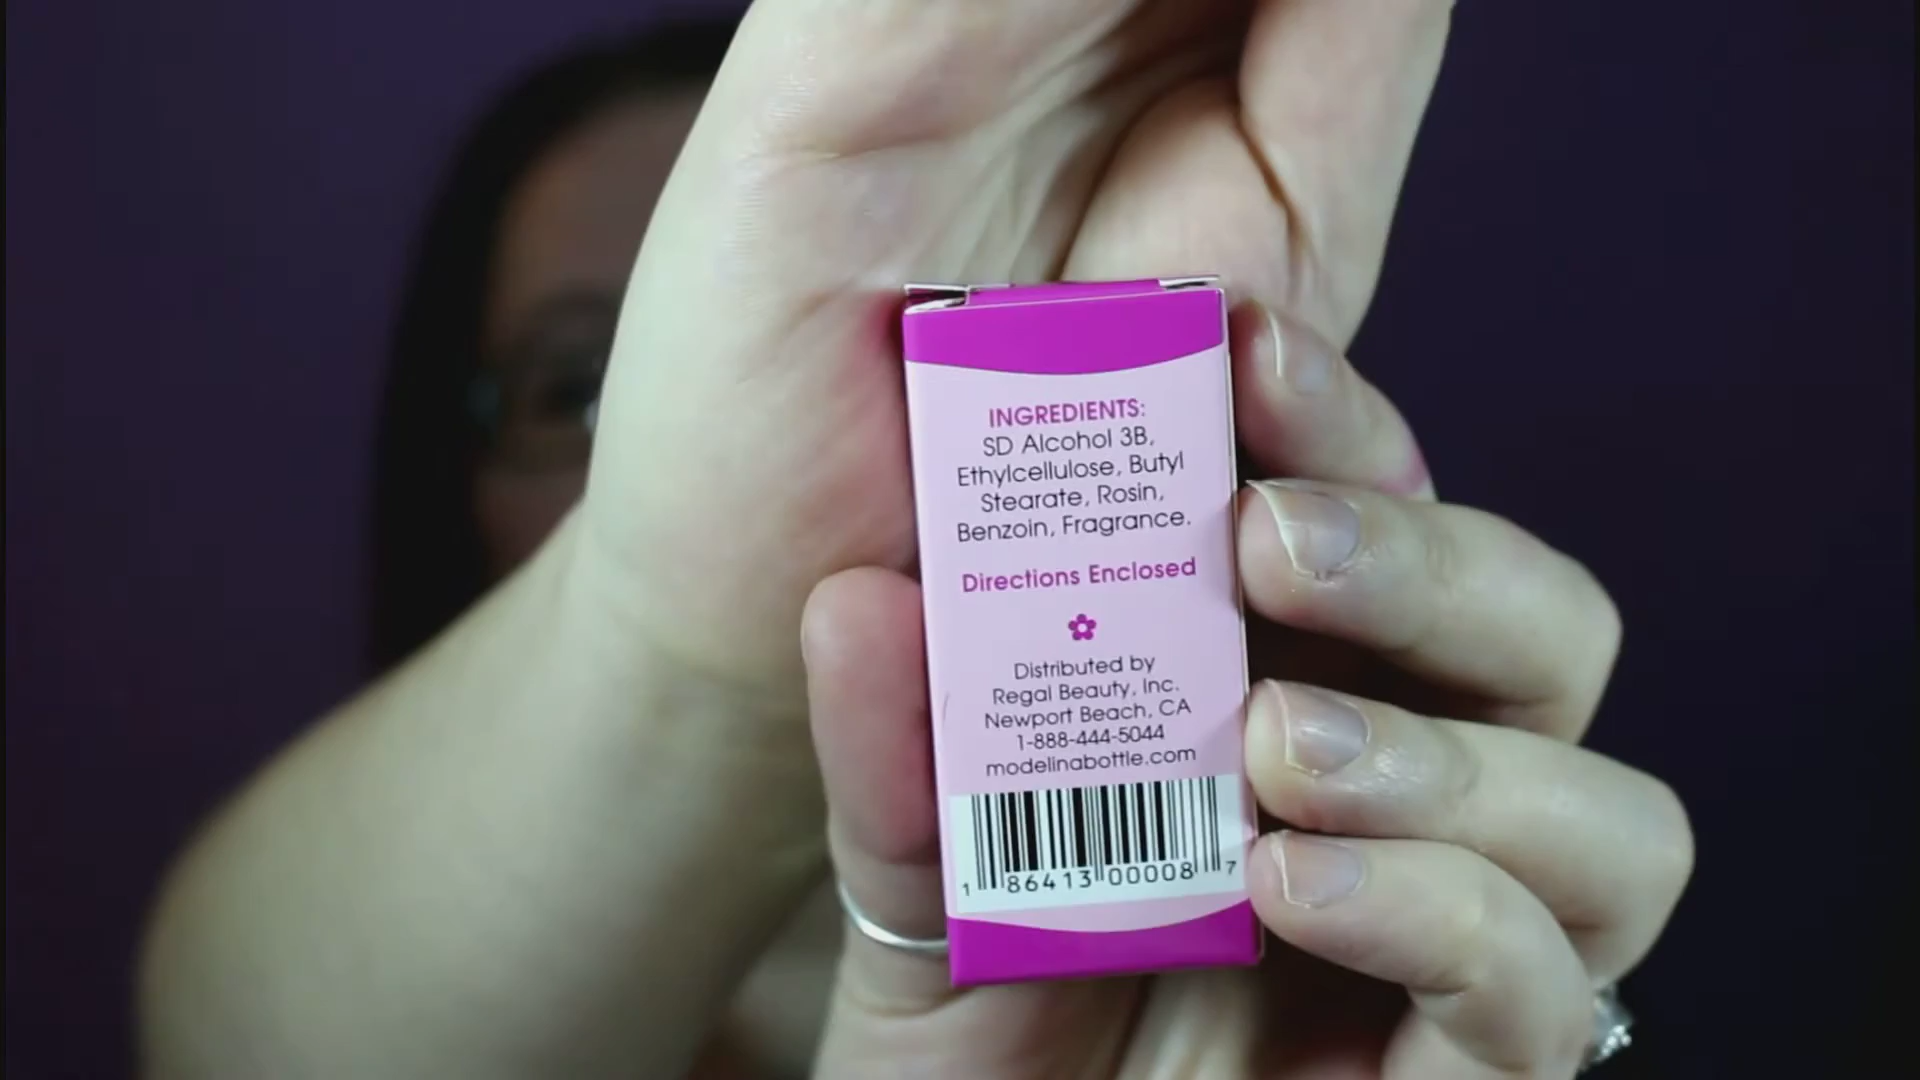 INGREDIENTS:
SD Alcohol 3B,
Ethylcellulose, Butyl
Stearate, Rosin,
Benzoin, Fragrance.
Directions Enclosed
Distributed by
Regal Beauty, Inc.
Newport Beach, CA
1-888-444-5044
modelinabottle.com
1 86413 00008 7